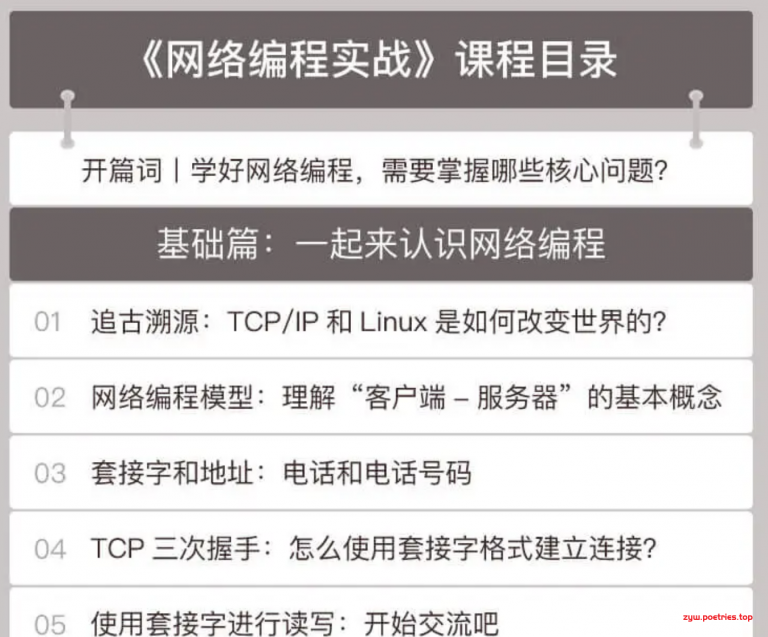 《网络编程实战》课程目录
开篇词丨学好网络编程，需要掌握哪些核心问题？
基础篇：一起来认识网络编程
01 追古溯源：TCP/IP 和 Linux 是如何改变世界的？
02 网络编程模型：理解“客户端 – 服务器”的基本概念
03 套接字和地址：电话和电话号码
04 TCP 三次握手：怎么使用套接字格式建立连接？
05 使用套接字进行读写：开始交流吧
zyw.poetries.top